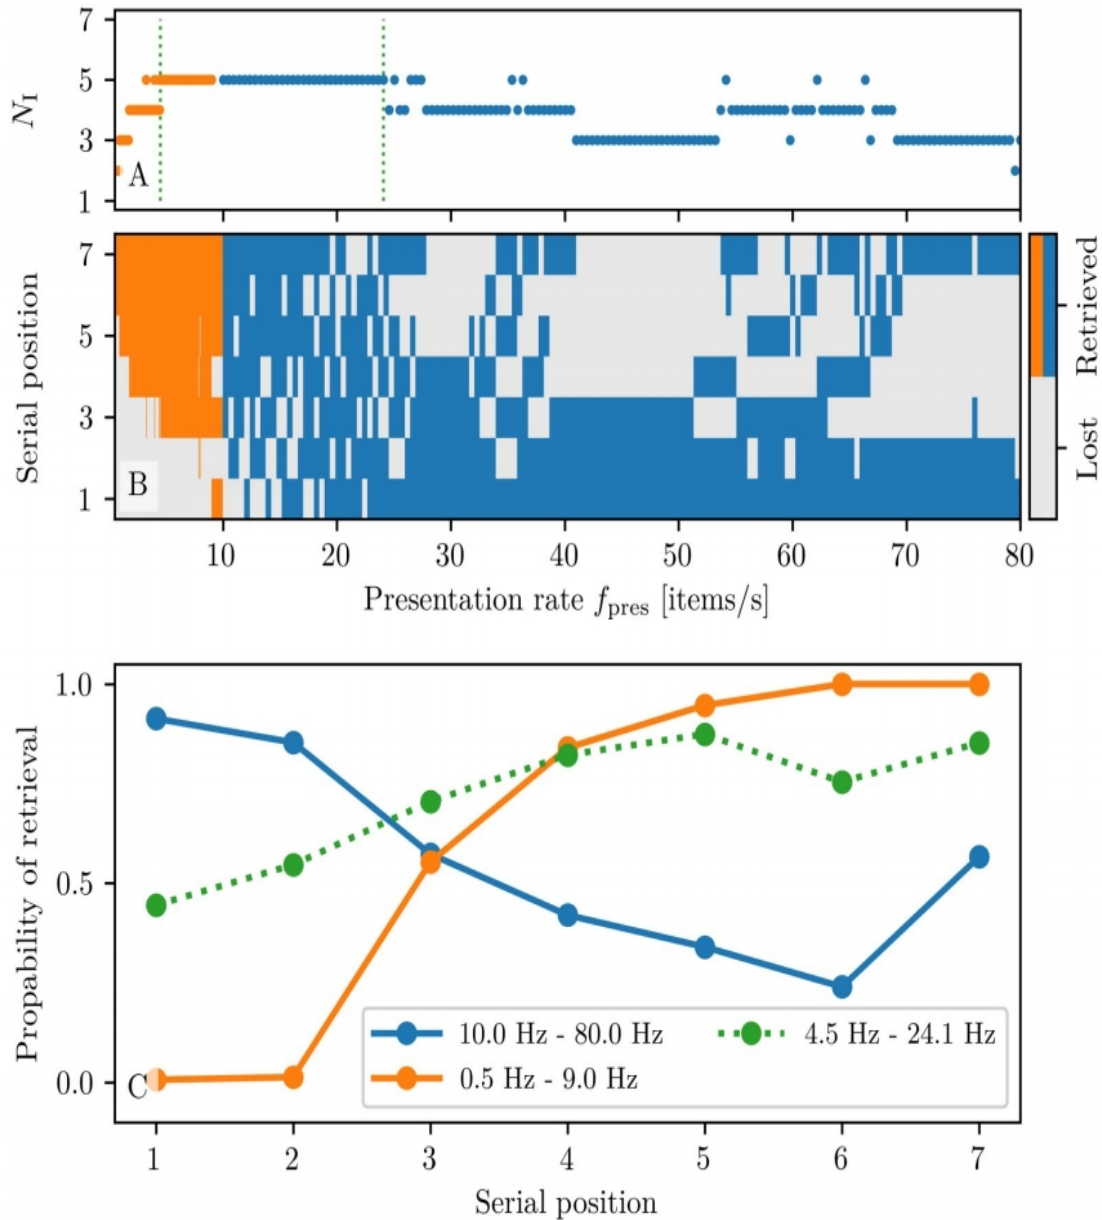 7
5
3
1
N_I
A
7
5
3
1
Serial position
B
Retrieved
Lost
10 20 30 40 50 60 70 80
Presentation rate f_pres [items/s]
1.0
0.5
0.0
Propability of retrieval
C
10.0 Hz - 80.0 Hz
0.5 Hz - 9.0 Hz
4.5 Hz - 24.1 Hz
1 2 3 4 5 6 7
Serial position